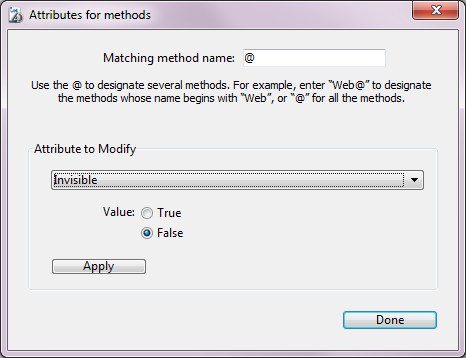 Attributes for methods
Matching method name: @
Use the @ to designate several methods. For example, enter “Web@” to designate
the methods whose name begins with “Web”, or “@” for all the methods.
Attribute to Modify
Invisible
Value: True
False
Apply
Done